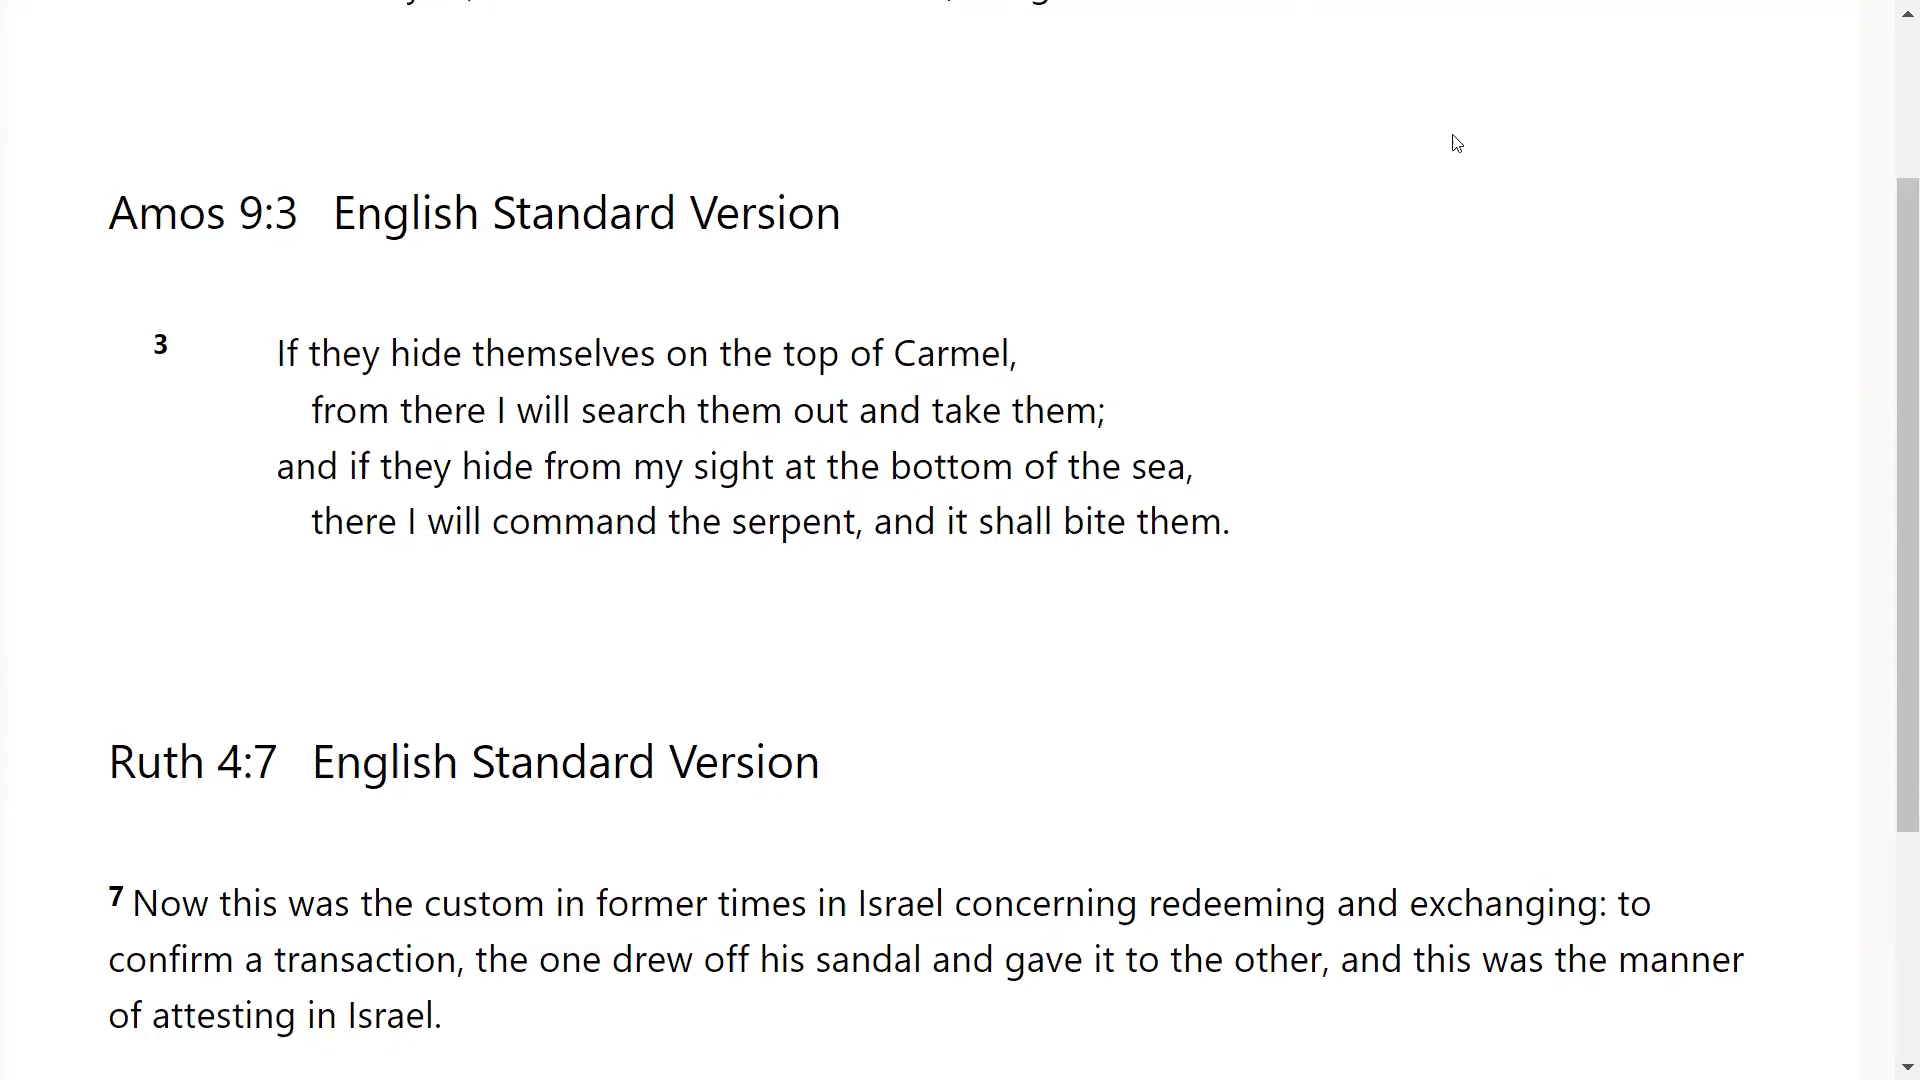 Amos 9:3 English Standard Version
3 If they hide themselves on the top of Carmel,
from there I will search them out and take them;
and if they hide from my sight at the bottom of the sea,
there I will command the serpent, and it shall bite them.
Ruth 4:7 English Standard Version
7 Now this was the custom in former times in Israel concerning redeeming and exchanging: to
confirm a transaction, the one drew off his sandal and gave it to the other, and this was the manner
of attesting in Israel.